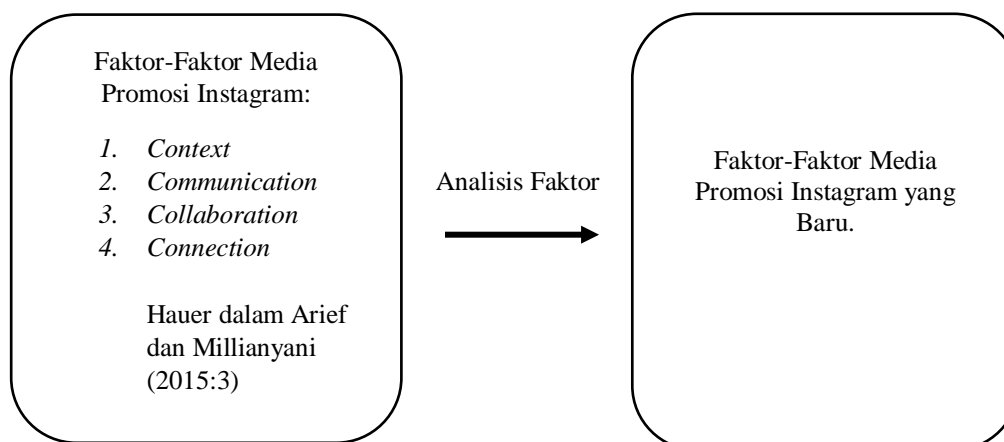 Faktor-Faktor Media
Promosi Instagram:
1. Context
2. Communication
3. Collaboration
4. Connection
Hauer dalam Arief
dan Millianyani
(2015:3)
Analisis Faktor
Faktor-Faktor Media
Promosi Instagram yang
Baru.